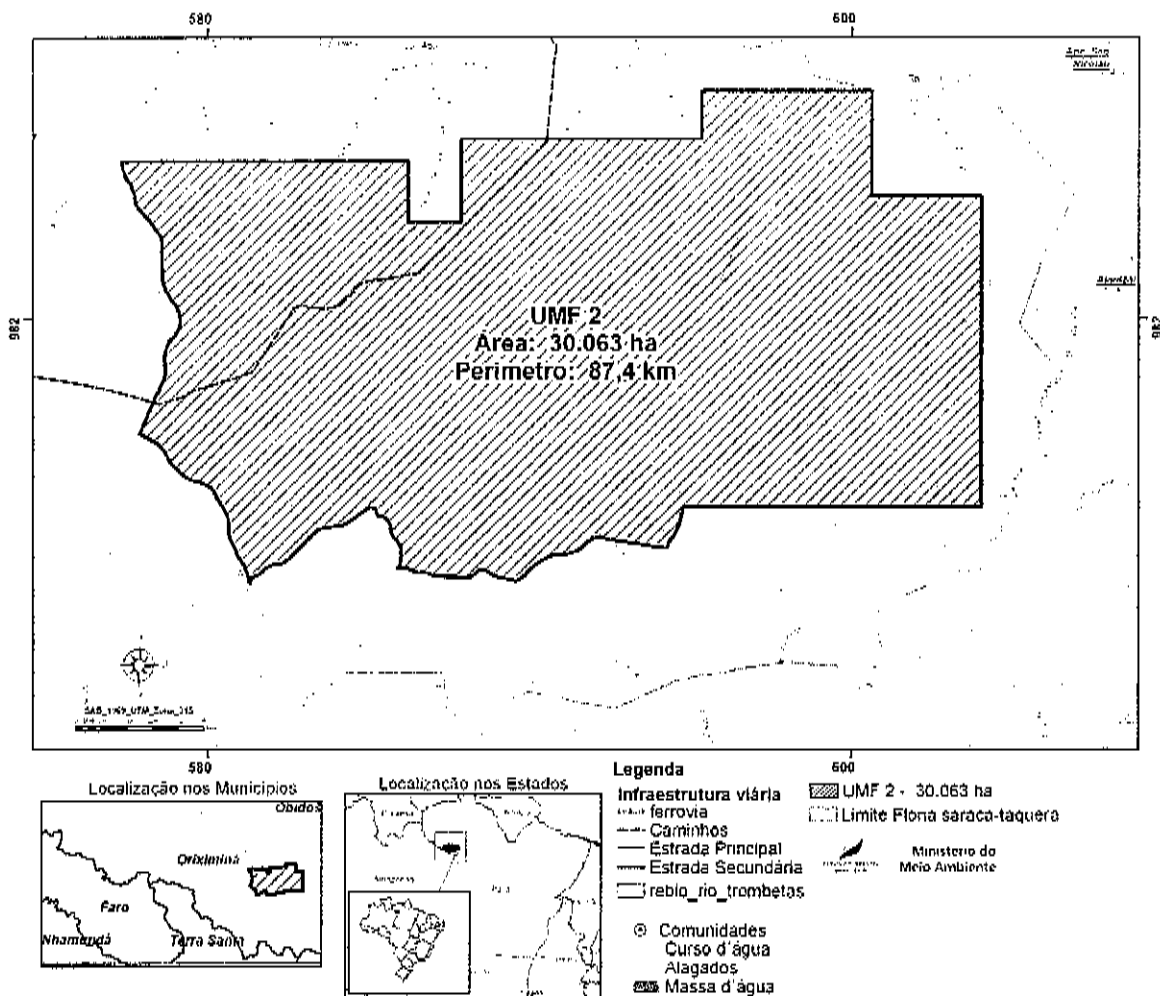 580
600
982
982
UMF 2
Área: 30.063 ha
Perímetro: 87,4 km
580
600
Localização nos Municípios
Óbidos
Oriximiná
Faro
Nhamundá
Terra Santa
Localização nos Estados
Legenda
Infraestrutura viária
ferrovia
Caminhos
Estrada Principal
Estrada Secundária
rebio_rio_trombetas
Comunidades
Curso d'água
Alagados
Massa d'água
UMF 2 - 30.063 ha
Limite Flona saraca-taquera
Ministério do
Meio Ambiente